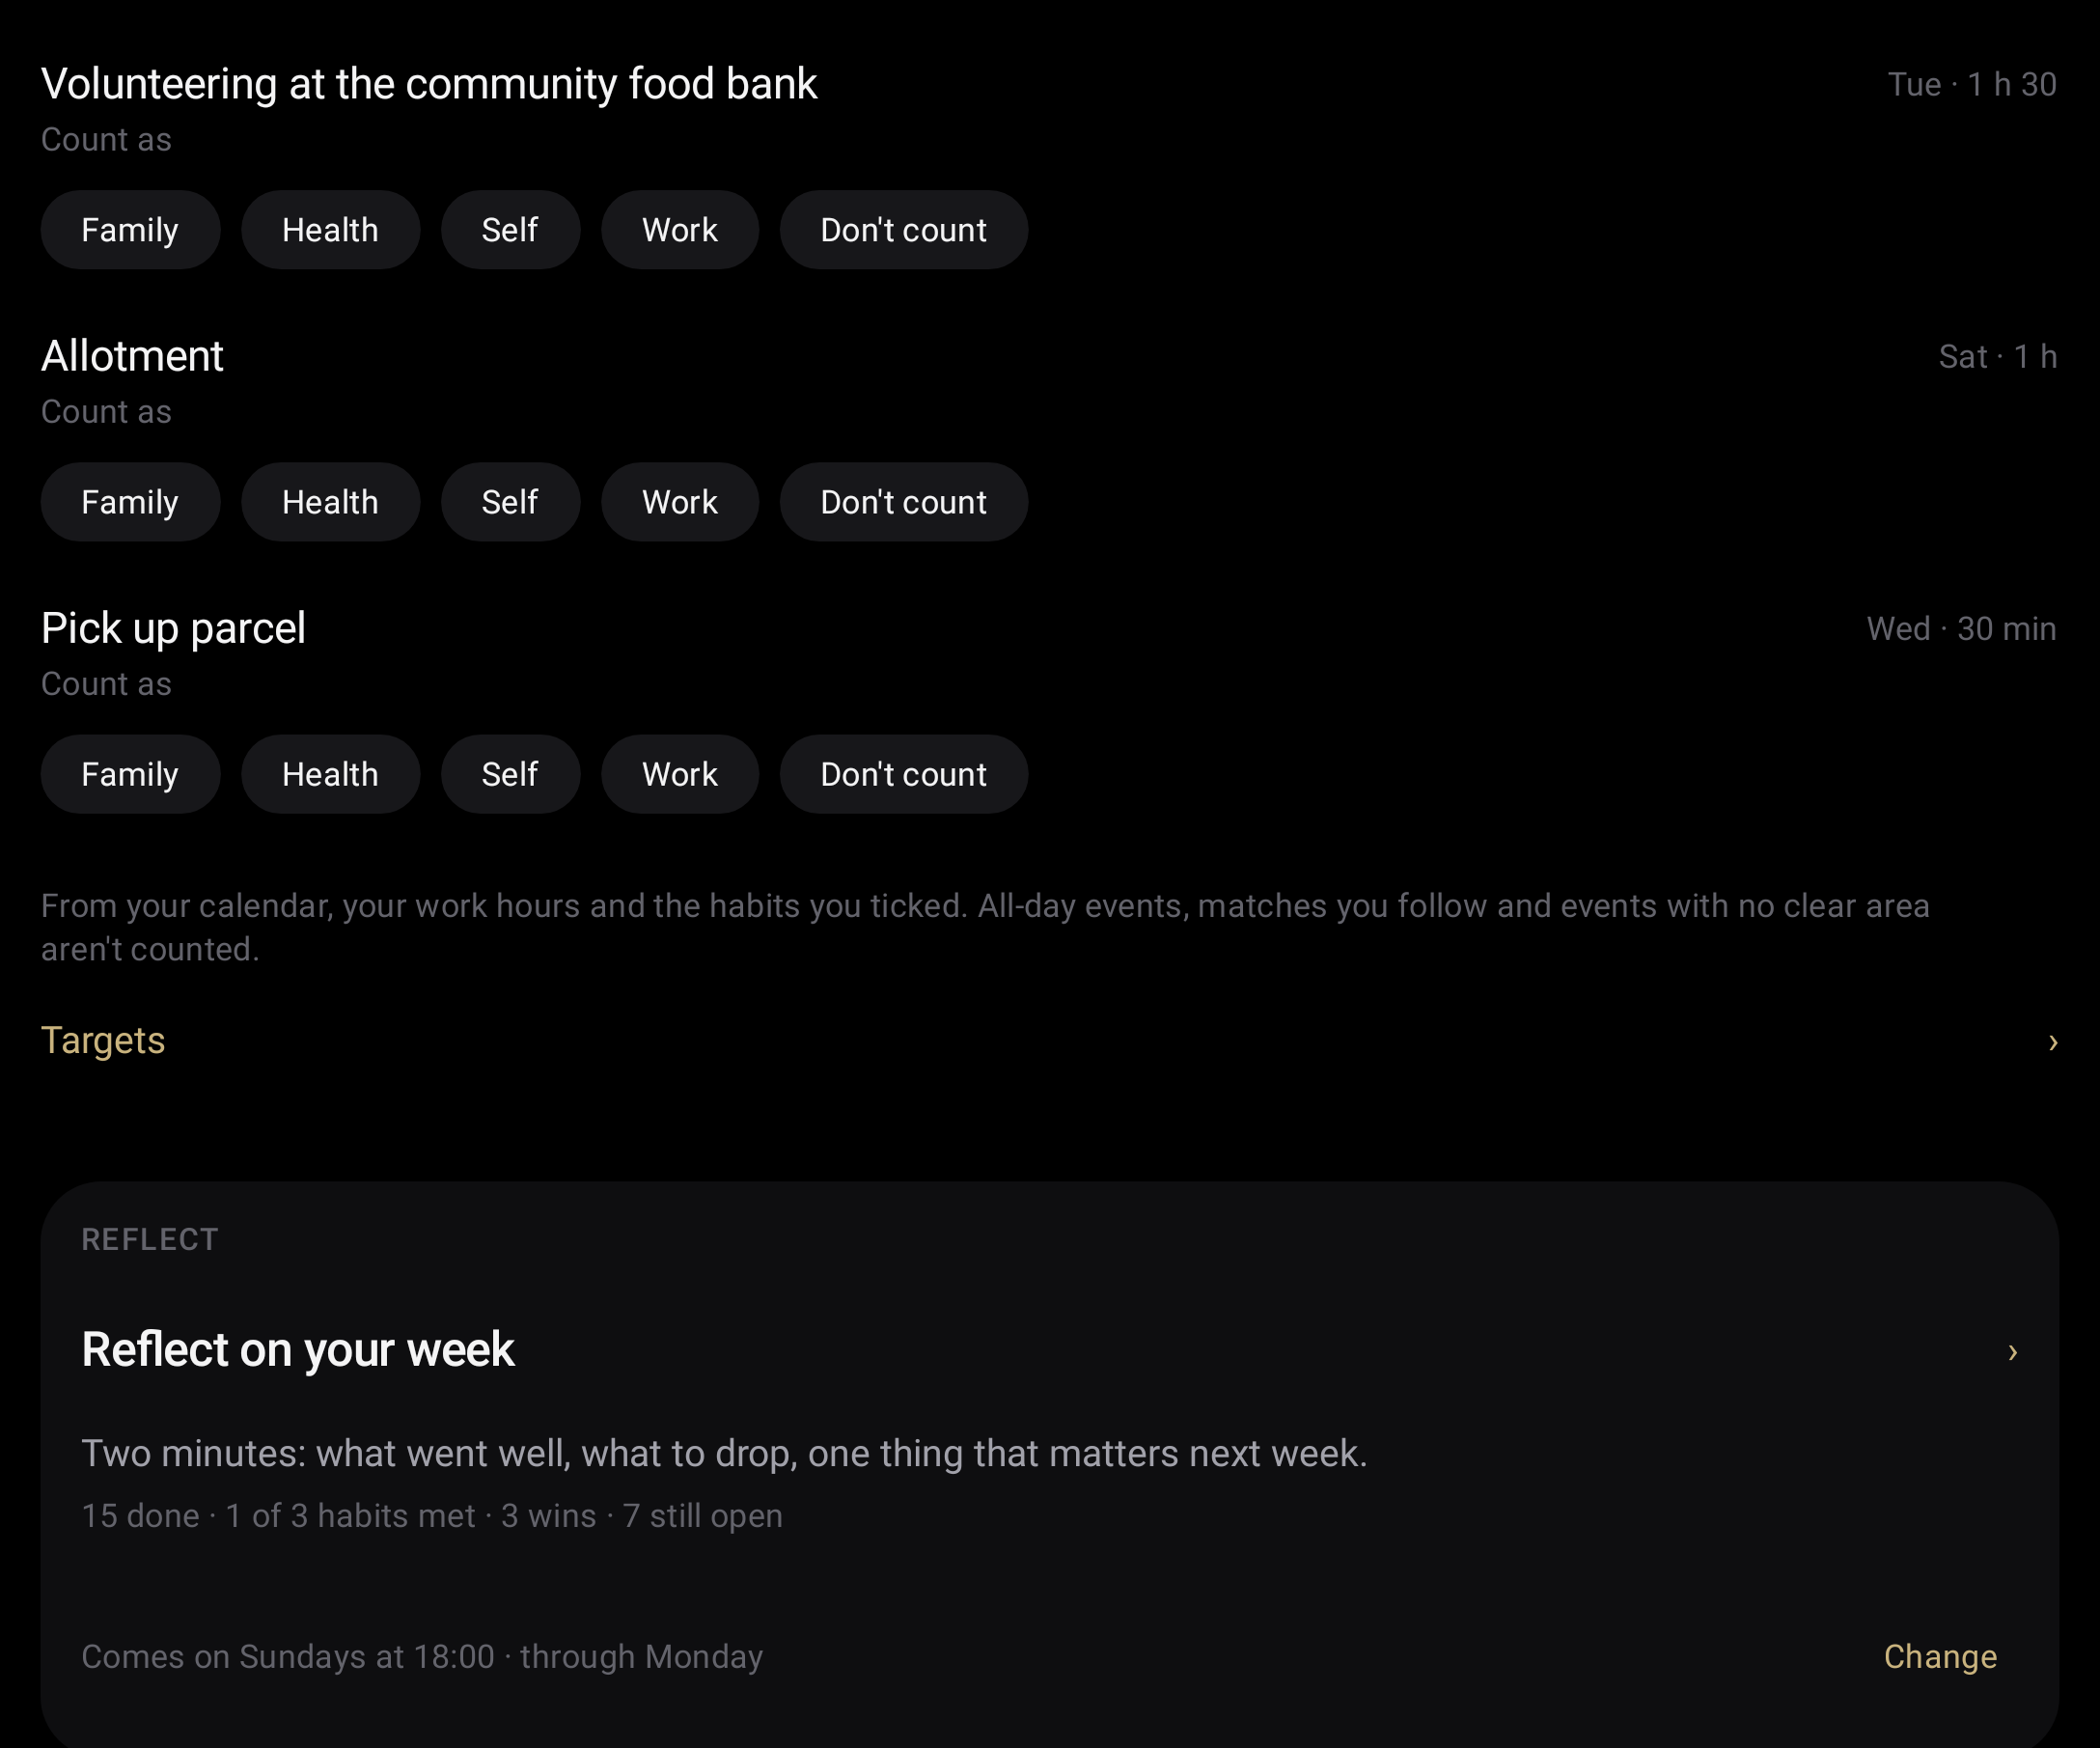 Volunteering at the community food bank
Tue · 1 h 30
Count as
Family
Health
Self
Work
Don't count
Allotment
Sat · 1 h
Count as
Family
Health
Self
Work
Don't count
Pick up parcel
Wed · 30 min
Count as
Family
Health
Self
Work
Don't count
From your calendar, your work hours and the habits you ticked. All-day events, matches you follow and events with no clear area
aren't counted.
Targets
›
REFLECT
Reflect on your week
›
Two minutes: what went well, what to drop, one thing that matters next week.
15 done · 1 of 3 habits met · 3 wins · 7 still open
Comes on Sundays at 18:00 · through Monday
Change